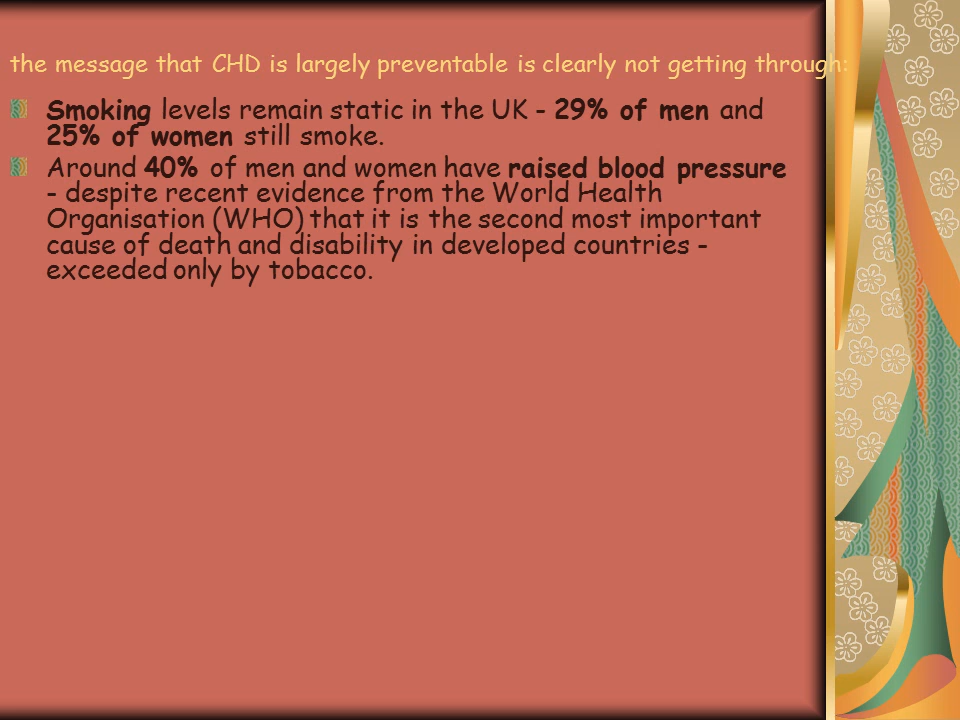 the message that CHD is largely preventable is clearly not getting through:
Smoking levels remain static in the UK - 29% of men and
25% of women still smoke.
Around 40% of men and women have raised blood pressure
- despite recent evidence from the World Health
Organisation (WHO) that it is the second most important
cause of death and disability in developed countries -
exceeded only by tobacco.